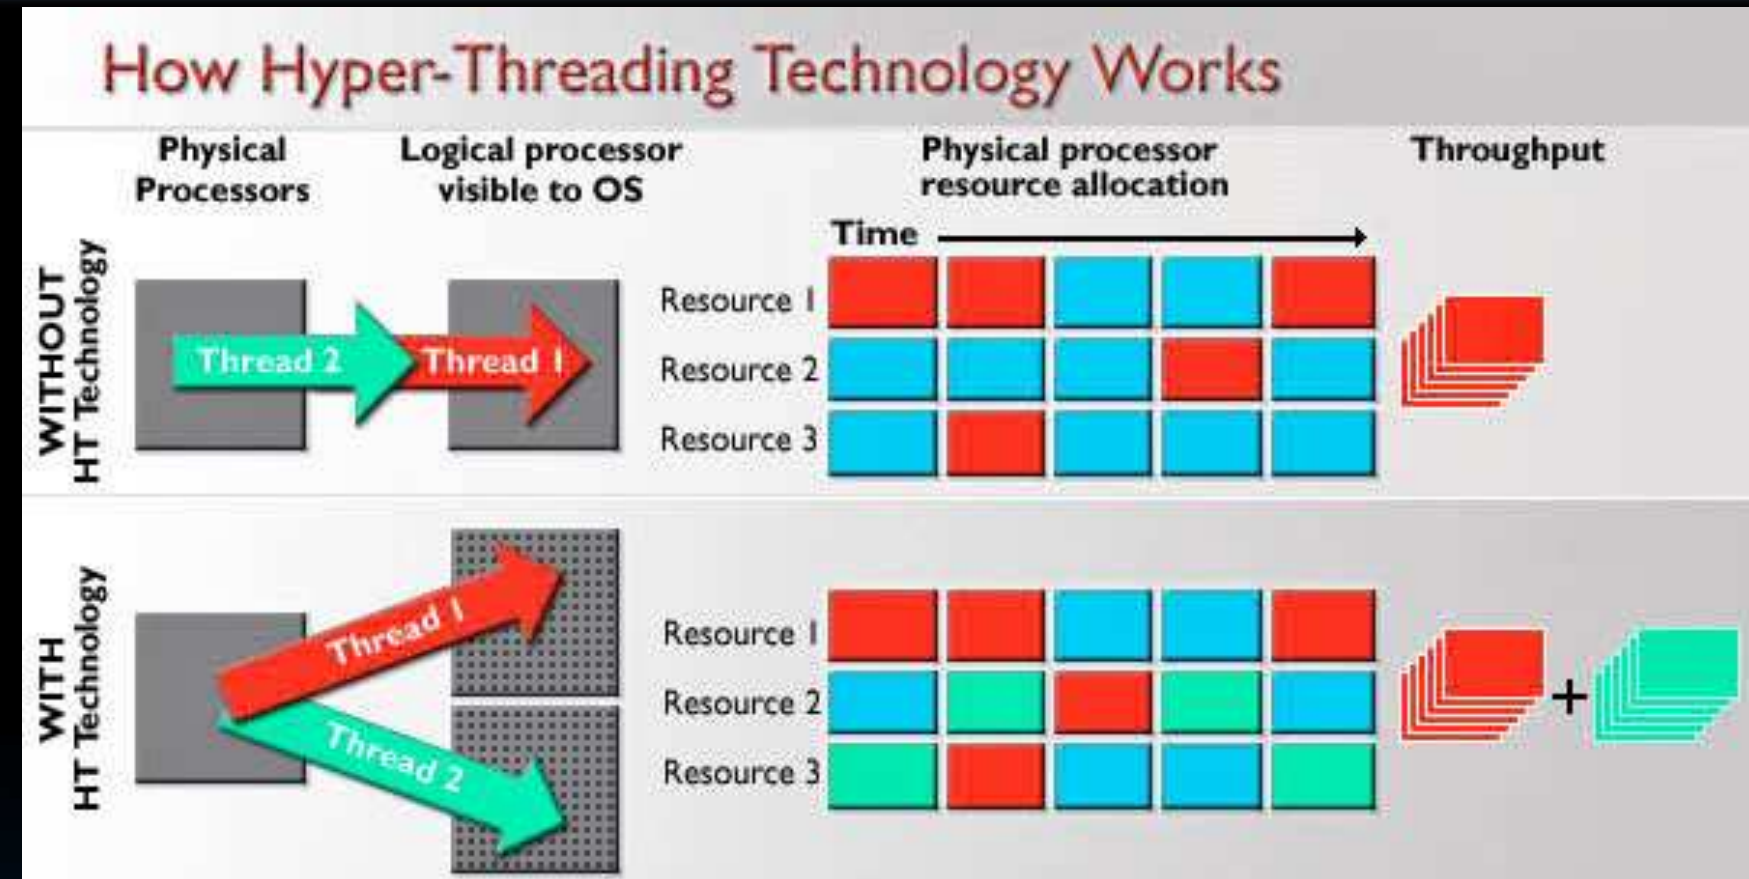 How Hyper-Threading Technology Works
Physical
Processors
Logical processor
visible to OS
Physical processor
resource allocation
Throughput
Time
WITHOUT
HT Technology
Thread 2
Thread 1
Resource 1
Resource 2
Resource 3
WITH
HT Technology
Thread 1
Thread 2
Resource 1
Resource 2
Resource 3
+